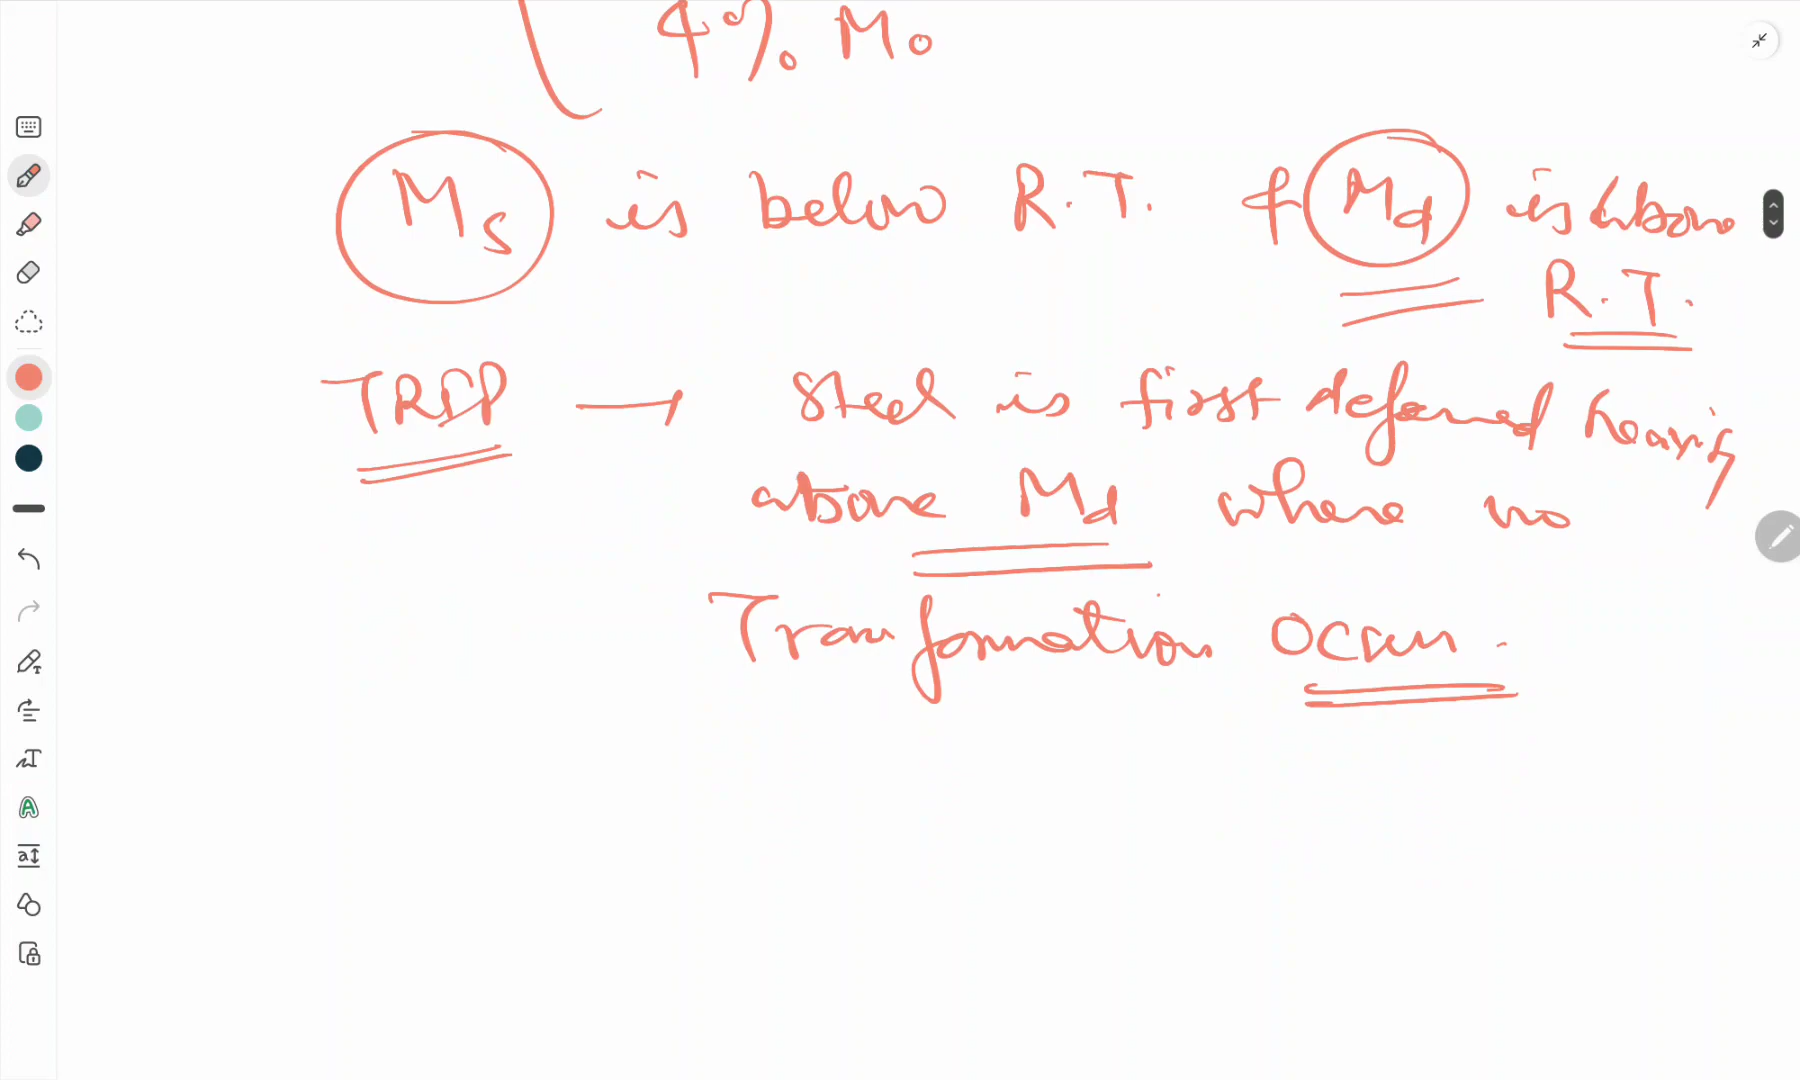 4% Mo
Ms is below R.T. & Md is above
R.T.
TRIP → Steel is first deformed heavily
above Md where no
Transformation occurs.